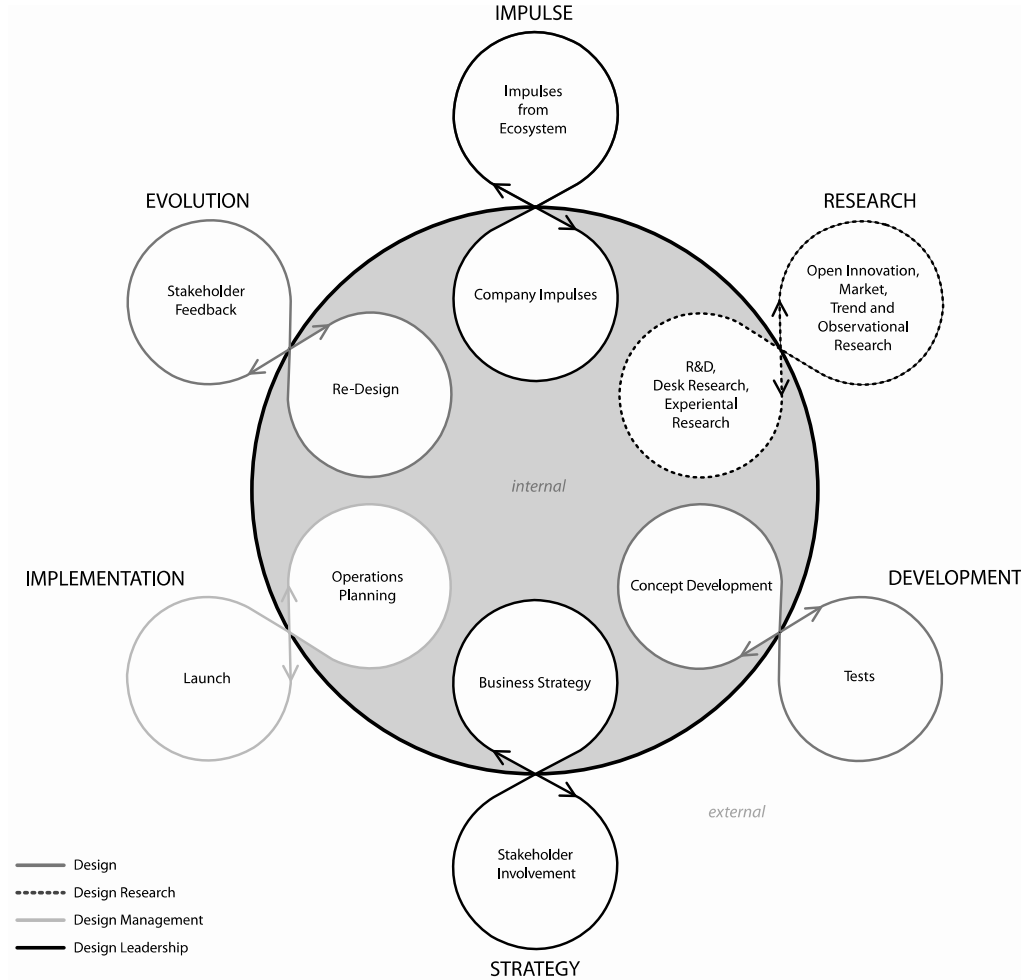 IMPULSE
Impulses
from
Ecosystem
EVOLUTION
RESEARCH
Stakeholder
Feedback
Company Impulses
Open Innovation,
Market,
Trend and
Observational
Research
Re-Design
R&D,
Desk Research,
Experiental
Research
internal
IMPLEMENTATION
Operations
Planning
Concept Development
DEVELOPMENT
Launch
Business Strategy
Tests
external
Stakeholder
Involvement
Design
Design Research
Design Management
Design Leadership
STRATEGY